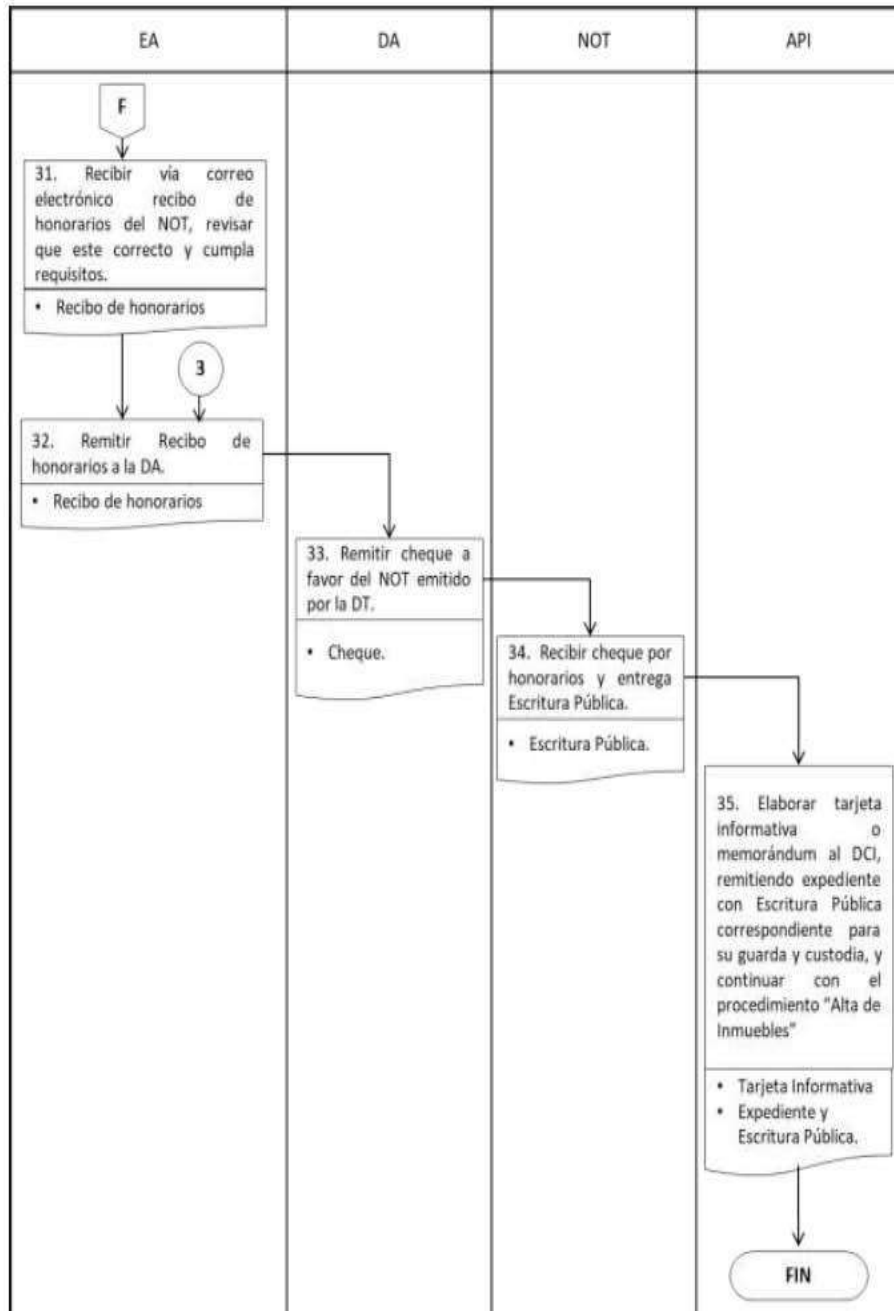 EA
DA
NOT
API
F
31. Recibir vía correo
electrónico recibo de
honorarios del NOT, revisar
que este correcto y cumpla
requisitos.
• Recibo de honorarios
3
32. Remitir Recibo de
honorarios a la DA.
• Recibo de honorarios
33. Remitir cheque a
favor del NOT emitido
por la DT.
• Cheque.
34. Recibir cheque por
honorarios y entrega
Escritura Pública.
• Escritura Pública.
35. Elaborar tarjeta
informativa o
memorándum al DCI,
remitiendo expediente
con Escritura Pública
correspondiente para
su guarda y custodia, y
continuar con el
procedimiento "Alta de
Inmuebles"
• Tarjeta Informativa
• Expediente y
Escritura Pública.
FIN